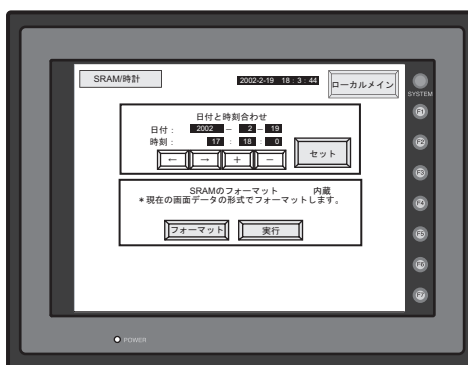 SRAM/時計
2002-2-19 18 : 3 : 44
ローカルメイン
SYSTEM
日付と時刻合わせ
日付 : 2002 − 2 − 19
時刻 : 17 : 18 : 0
← → + −
セット
SRAMのフォーマット 内蔵
＊現在の画面データの形式でフォーマットします。
フォーマット 実行
F1
F2
F3
F4
F5
F6
F7
POWER